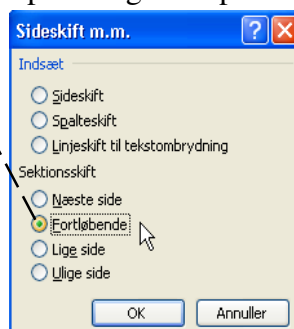 Sideskift m.m.
Indsæt
Sideskift
Spalteskift
Linjeskift til tekstombrydning
Sektionsskift
Næste side
Fortløbende
Lige side
Ulige side
OK Annuller